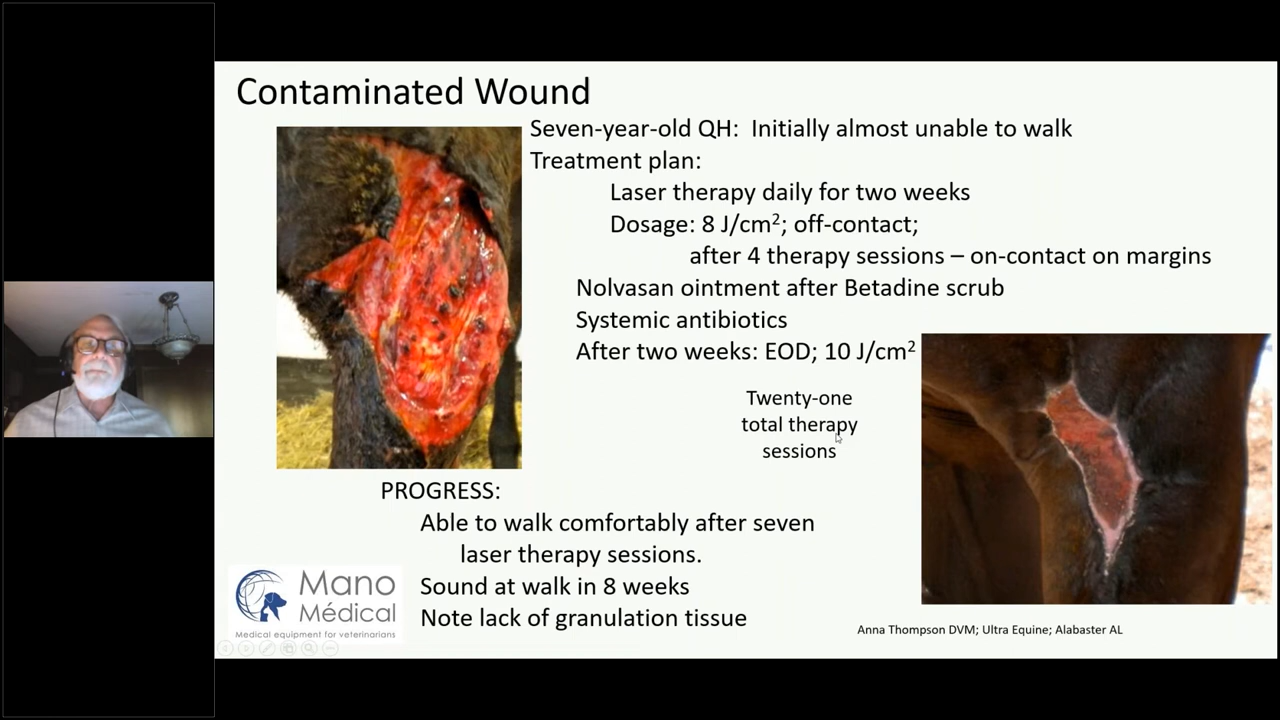 Contaminated Wound
Seven-year-old QH: Initially almost unable to walk
Treatment plan:
Laser therapy daily for two weeks
Dosage: 8 J/cm²; off-contact;
after 4 therapy sessions – on-contact on margins
Nolvasan ointment after Betadine scrub
Systemic antibiotics
After two weeks: EOD; 10 J/cm²
Twenty-one
total therapy
sessions
PROGRESS:
Able to walk comfortably after seven
laser therapy sessions.
Sound at walk in 8 weeks
Note lack of granulation tissue
Mano
Médical
Medical equipment for veterinarians
Anna Thompson DVM; Ultra Equine; Alabaster AL